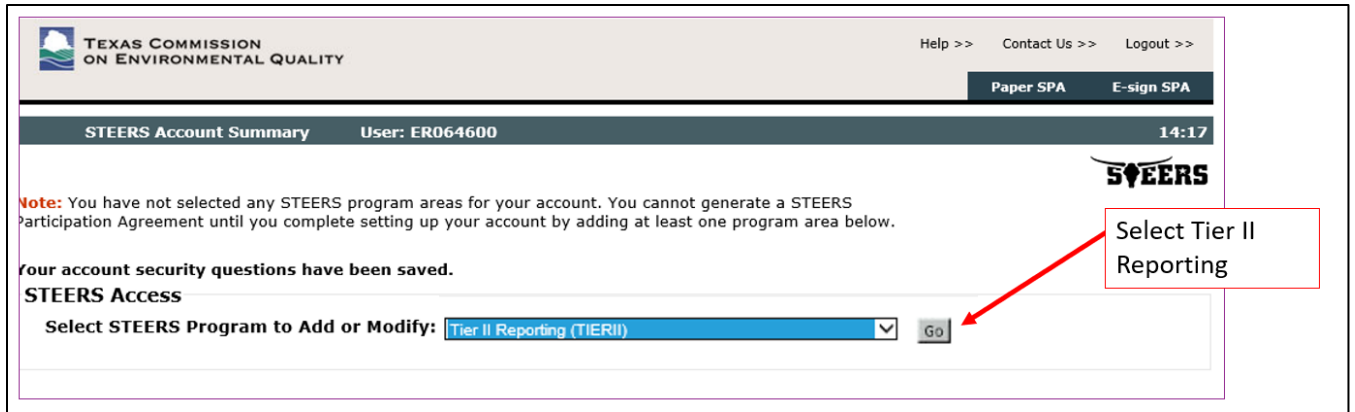 TEXAS COMMISSION
ON ENVIRONMENTAL QUALITY
Help >> Contact Us >> Logout >>
Paper SPA E-sign SPA
STEERS Account Summary User: ER064600 14:17
STEERS
Note: You have not selected any STEERS program areas for your account. You cannot generate a STEERS
Participation Agreement until you complete setting up your account by adding at least one program area below.
Select Tier II
Reporting
Your account security questions have been saved.
STEERS Access
Select STEERS Program to Add or Modify: Tier II Reporting (TIERII) Go